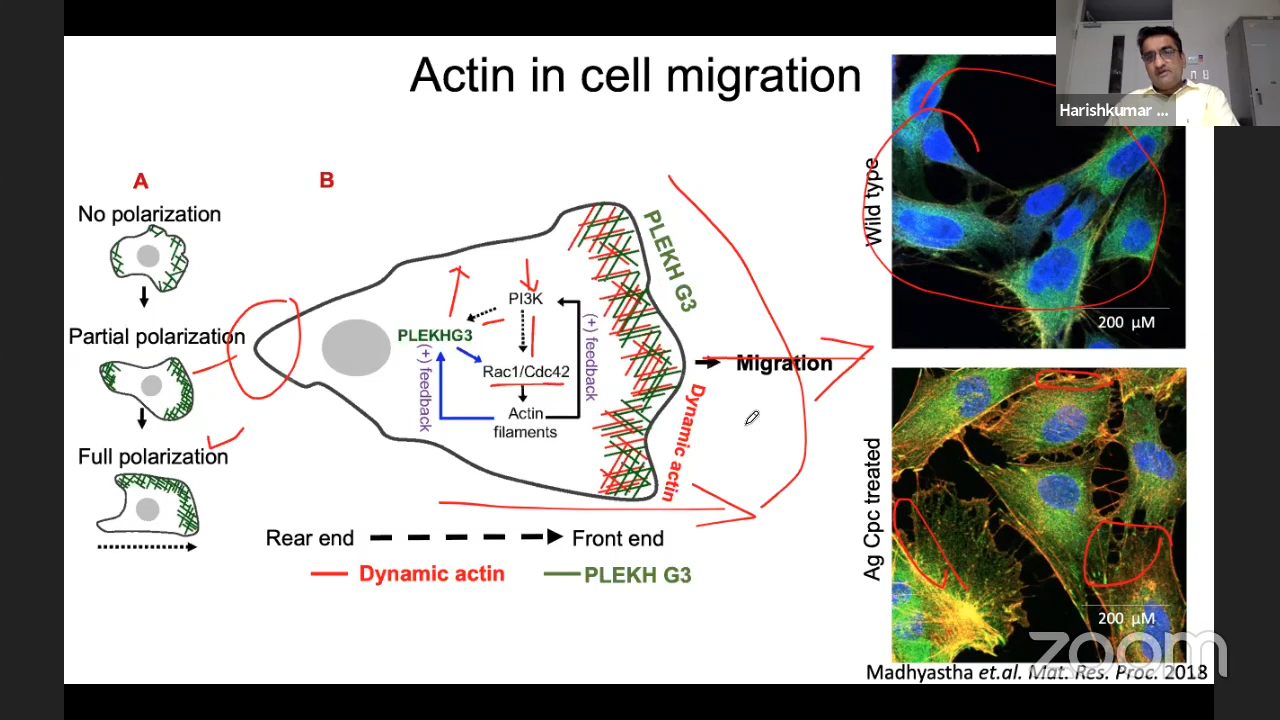 Actin in cell migration
Harishkumar ...
A
B
No polarization
Partial polarization
Full polarization
PLEKH G3
PI3K
PLEKHG3
(+) feedback
(+) feedback
Rac1/Cdc42
Actin
filaments
Migration
Dynamic actin
Rear end
Front end
Dynamic actin
PLEKH G3
Wild type
200 µM
Ag Cpc treated
200 µM
zoom
Madhyastha et.al. Mat. Res. Proc. 2018